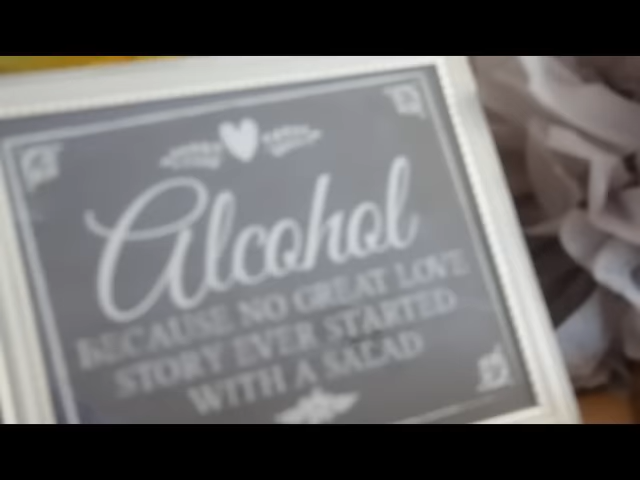 Alcohol
BECAUSE NO GREAT LOVE
STORY EVER STARTED
WITH A SALAD